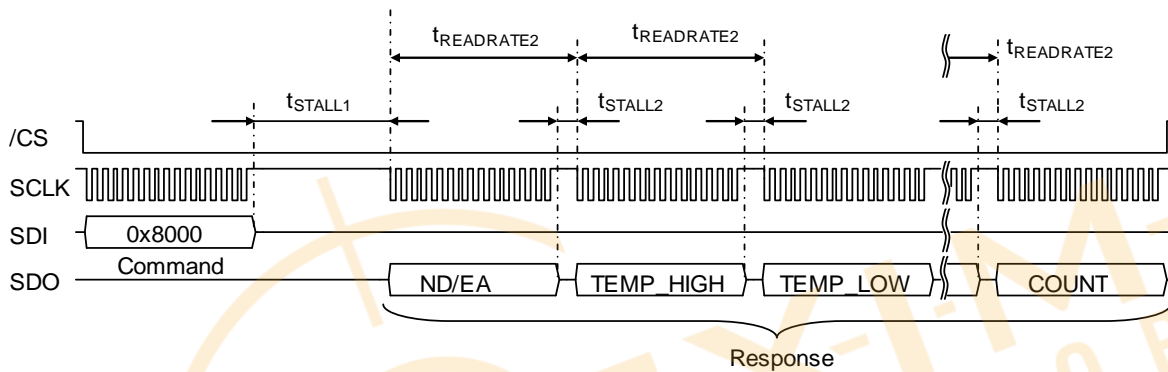 tREADRATE2 tREADRATE2
tREADRATE2
tSTALL1 tSTALL2 tSTALL2 tSTALL2
/CS
SCLK
SDI 0x8000
Command
SDO ND/EA TEMP_HIGH TEMP_LOW COUNT
Response